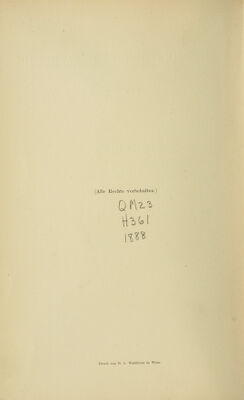 (Alle Rechte vorbehalten.)
QM23
H361
1888
Druck von R. v. Waldheim in Wien.